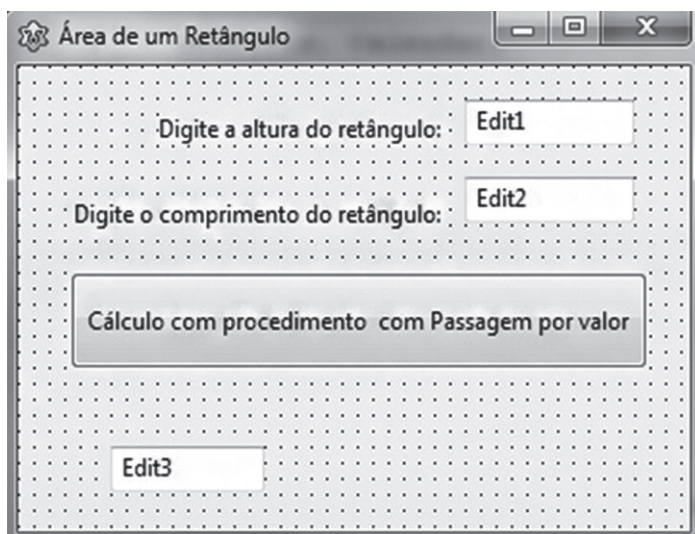 Área de um Retângulo
Digite a altura do retângulo:
Edit1
Digite o comprimento do retângulo:
Edit2
Cálculo com procedimento com Passagem por valor
Edit3